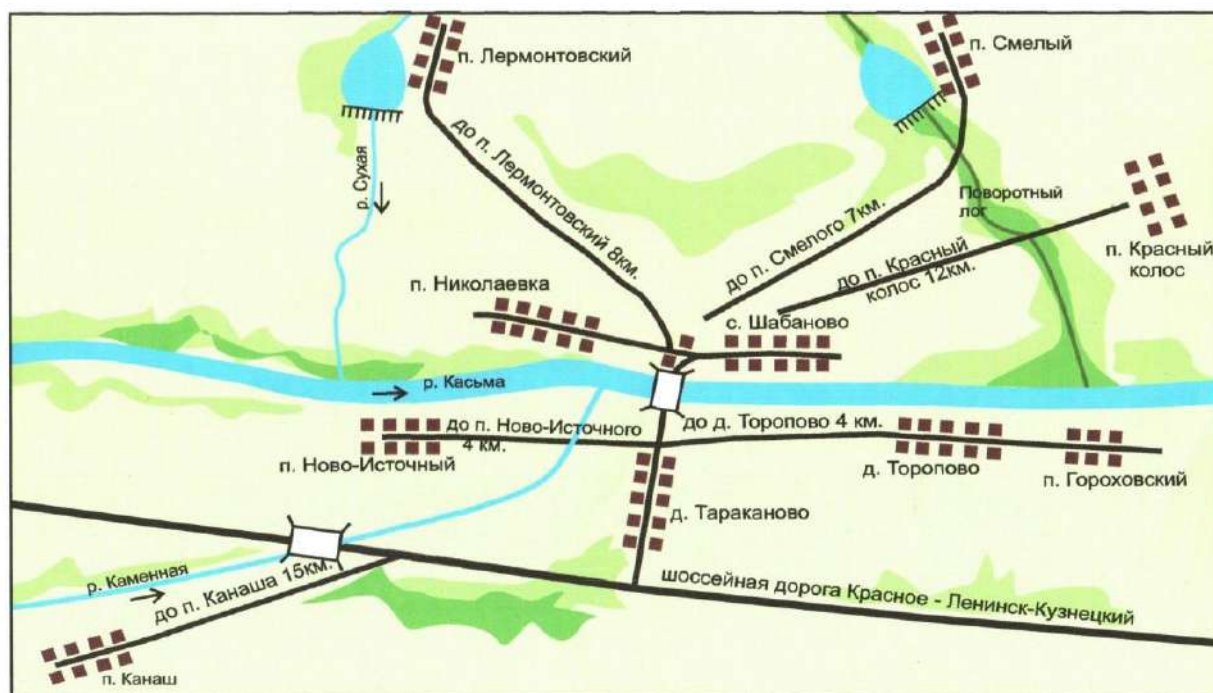 п. Лермонтовский
п. Смелый
до п. Лермонтовский 8км.
р. Сухая
Поворотный
лог
до п. Смелого 7км.
п. Красный
колос
до п. Красный
колос 12км.
п. Николаевка
с. Шабаново
р. Касьма
до п. Ново-Источного
4 км.
до д. Торопово 4 км.
п. Ново-Источный
д. Торопово
п. Гороховский
д. Тараканово
р. Каменная
до п. Канаша 15км.
шоссейная дорога Красное - Ленинск-Кузнецкий
п. Канаш